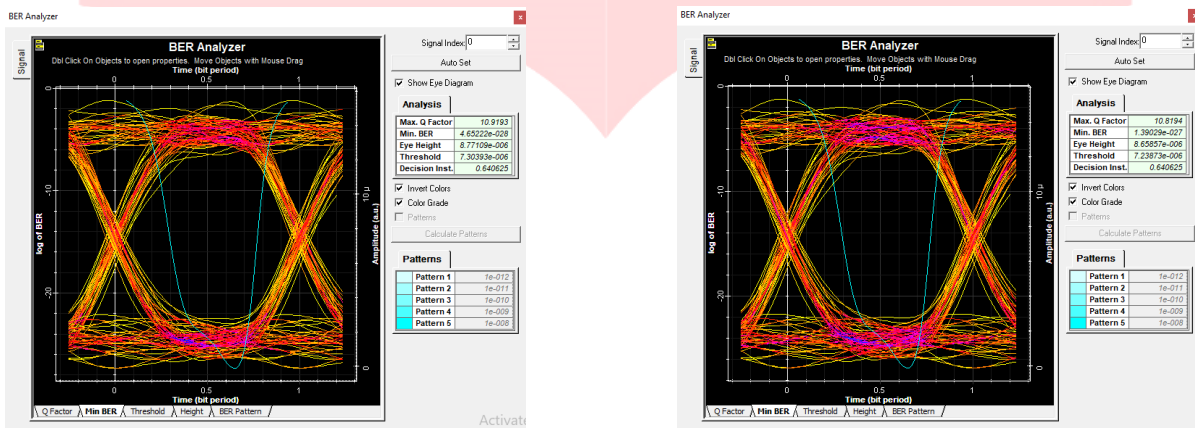 BER Analyzer
x
Signal
BER Analyzer
Dbl Click On Objects to open properties. Move Objects with Mouse Drag
Time (bit period)
0 0.5 1
0
-10
-20
log of BER
10 µ
0
Amplitude (a.u.)
0 0.5 1
Time (bit period)
Q Factor Min BER Threshold Height BER Pattern
Signal Index: 0
Auto Set
Show Eye Diagram
Analysis
Max. Q Factor 10.9193
Min. BER 4.65222e-028
Eye Height 8.77109e-006
Threshold 7.30393e-006
Decision Inst. 0.640625
Invert Colors
Color Grade
Patterns
Calculate Patterns
Patterns
Pattern 1 1e-012
Pattern 2 1e-011
Pattern 3 1e-010
Pattern 4 1e-009
Pattern 5 1e-008
Activate
BER Analyzer
x
Signal
BER Analyzer
Dbl Click On Objects to open properties. Move Objects with Mouse Drag
Time (bit period)
0 0.5 1
0
-10
-20
log of BER
10 µ
0
Amplitude (a.u.)
0 0.5 1
Time (bit period)
Q Factor Min BER Threshold Height BER Pattern
Signal Index: 0
Auto Set
Show Eye Diagram
Analysis
Max. Q Factor 10.8194
Min. BER 1.39029e-027
Eye Height 8.65857e-006
Threshold 7.23873e-006
Decision Inst. 0.640625
Invert Colors
Color Grade
Patterns
Calculate Patterns
Patterns
Pattern 1 1e-012
Pattern 2 1e-011
Pattern 3 1e-010
Pattern 4 1e-009
Pattern 5 1e-008